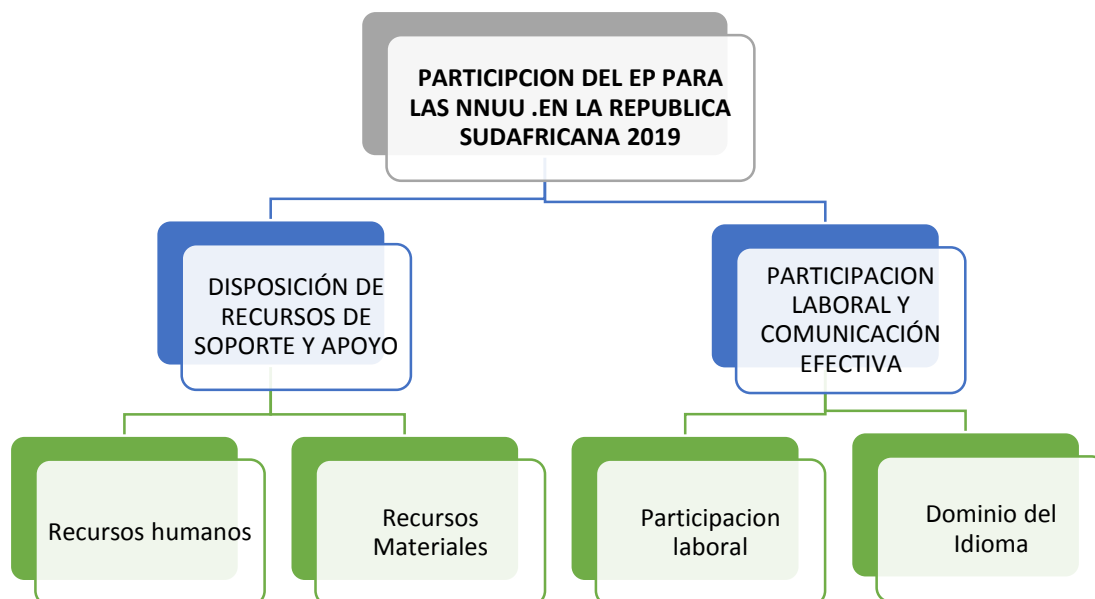 PARTICIPCION DEL EP PARA
LAS NNUU .EN LA REPUBLICA
SUDAFRICANA 2019
DISPOSICIÓN DE
RECURSOS DE
SOPORTE Y APOYO
PARTICIPACION
LABORAL Y
COMUNICACIÓN
EFECTIVA
Recursos humanos
Recursos
Materiales
Participacion
laboral
Dominio del
Idioma